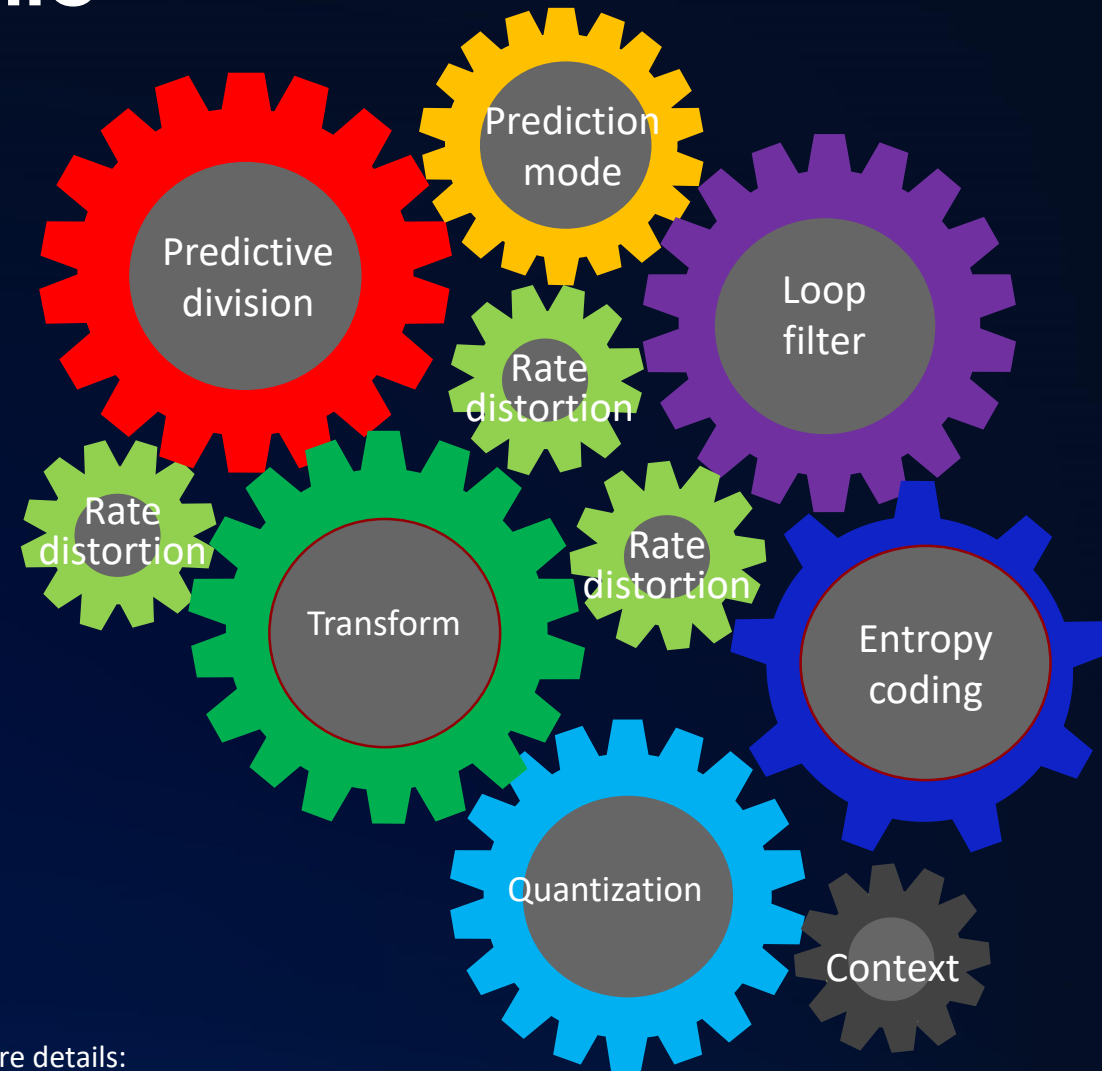 Prediction
mode
Predictive
division
Loop
filter
Rate
distortion
Rate
distortion
Rate
distortion
Transform
Entropy
coding
Quantization
Context
re details: